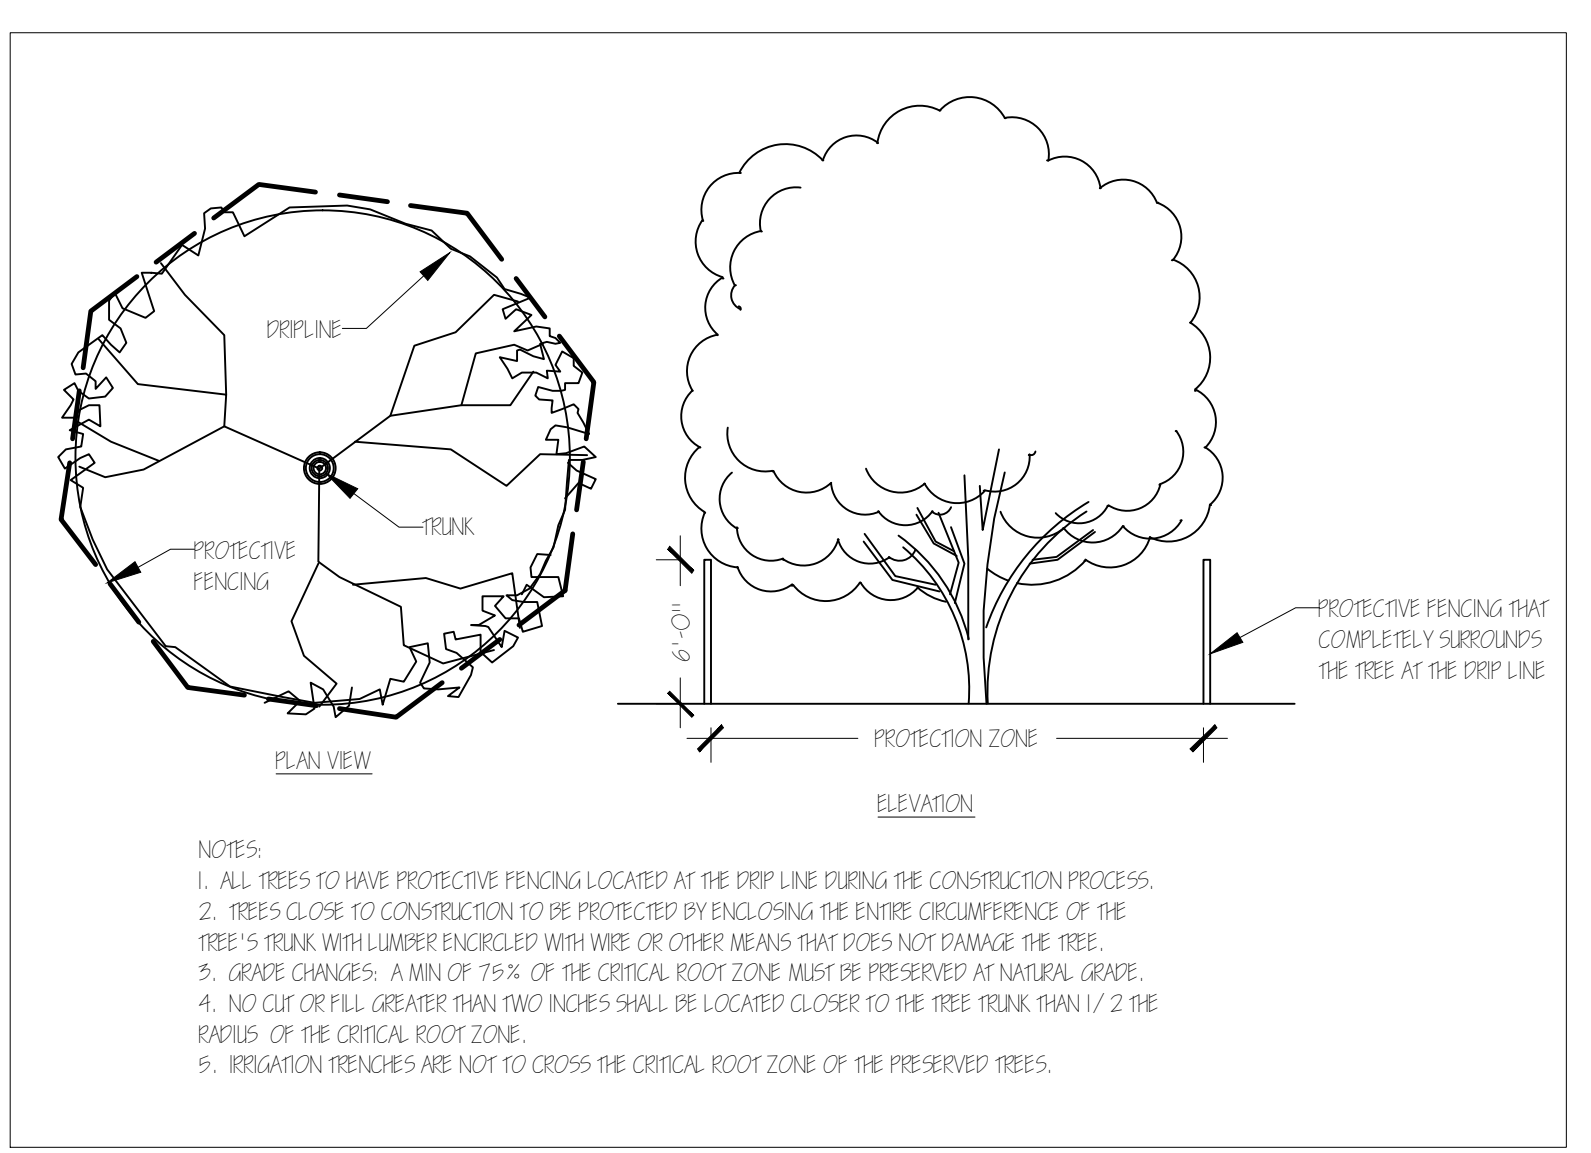 DRIPLINE
TRUNK
PROTECTIVE
FENCING
PLAN VIEW
6'-0"
PROTECTIVE FENCING THAT
COMPLETELY SURROUNDS
THE TREE AT THE DRIP LINE
PROTECTION ZONE
ELEVATION
NOTES:
1. ALL TREES TO HAVE PROTECTIVE FENCING LOCATED AT THE DRIP LINE DURING THE CONSTRUCTION PROCESS.
2. TREES CLOSE TO CONSTRUCTION TO BE PROTECTED BY ENCLOSING THE ENTIRE CIRCUMFERENCE OF THE
TREE'S TRUNK WITH LUMBER ENCIRCLED WITH WIRE OR OTHER MEANS THAT DOES NOT DAMAGE THE TREE.
3. GRADE CHANGES: A MIN OF 75% OF THE CRITICAL ROOT ZONE MUST BE PRESERVED AT NATURAL GRADE.
4. NO CUT OR FILL GREATER THAN TWO INCHES SHALL BE LOCATED CLOSER TO THE TREE TRUNK THAN 1/2 THE
RADIUS OF THE CRITICAL ROOT ZONE.
5. IRRIGATION TRENCHES ARE NOT TO CROSS THE CRITICAL ROOT ZONE OF THE PRESERVED TREES.